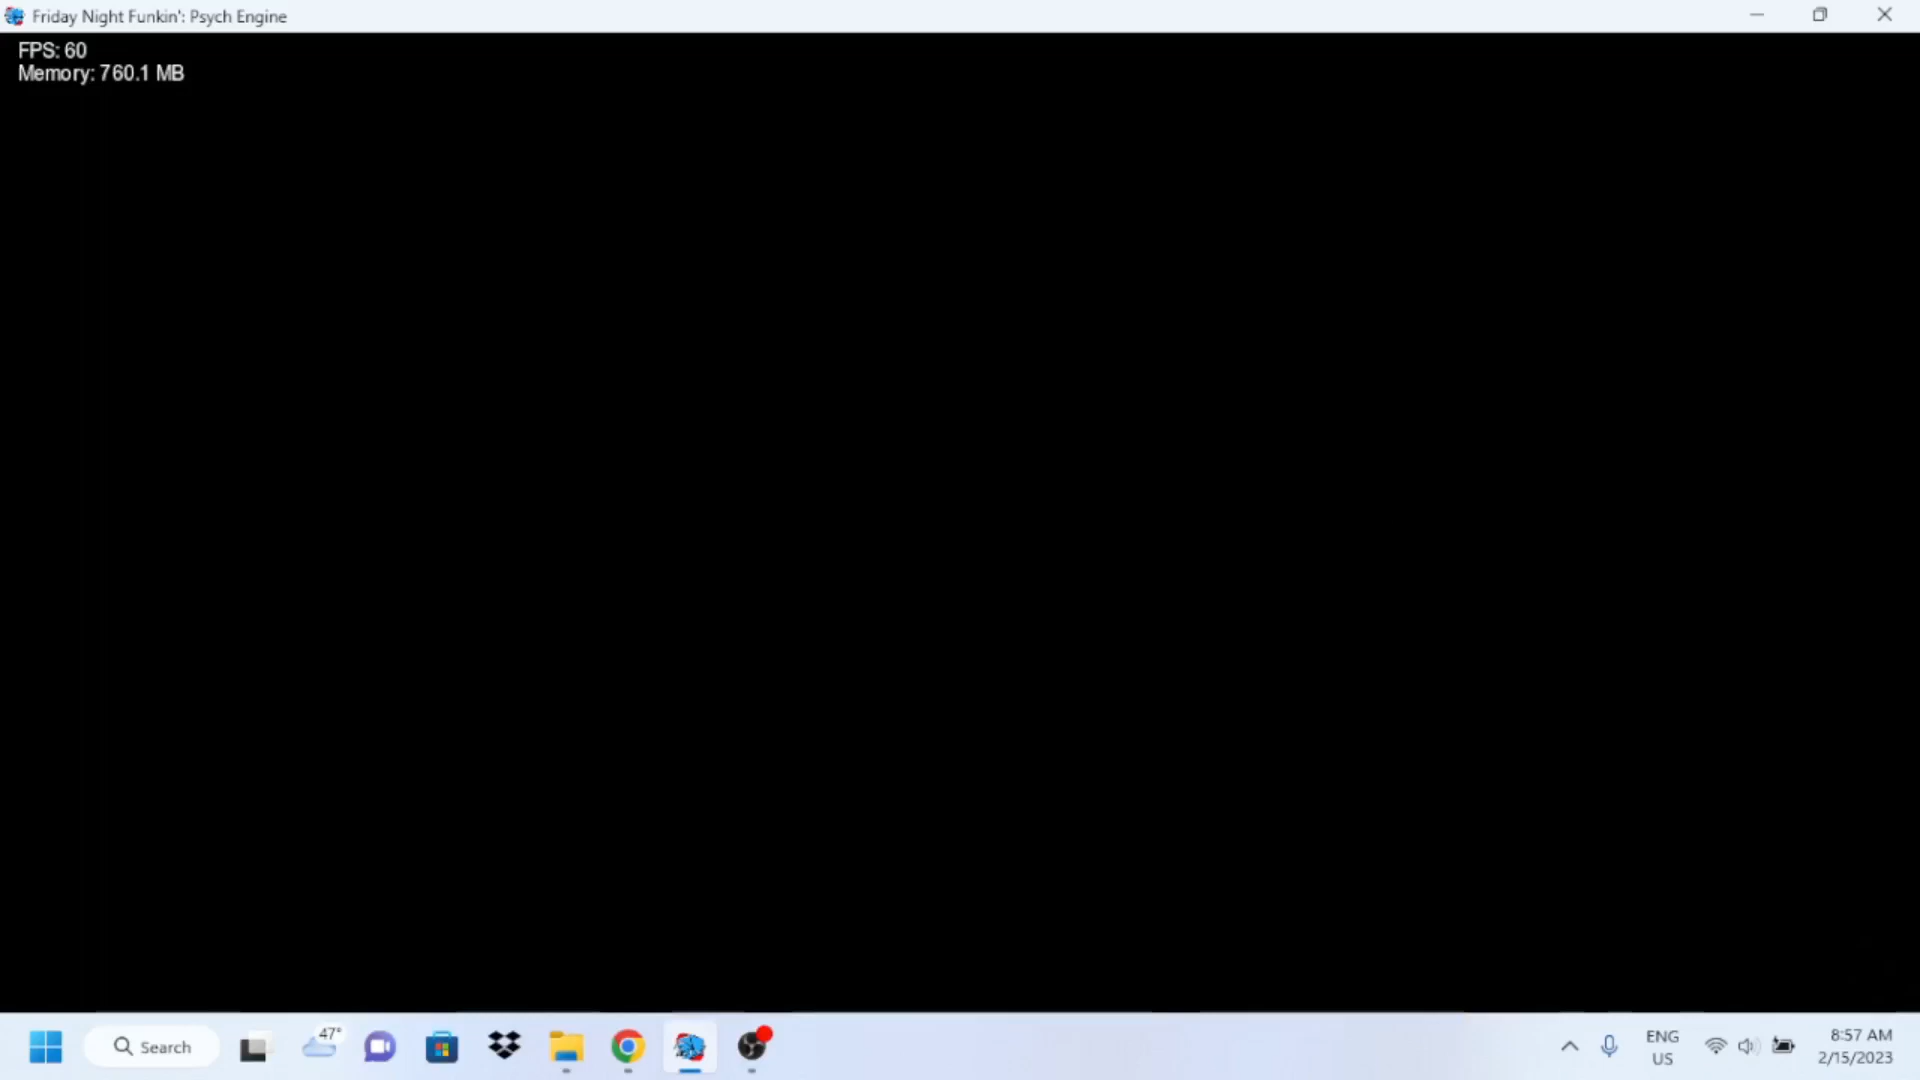 Friday Night Funkin': Psych Engine
FPS: 60
Memory: 760.1 MB
Search
47°
ENG
US
8:57 AM
2/15/2023